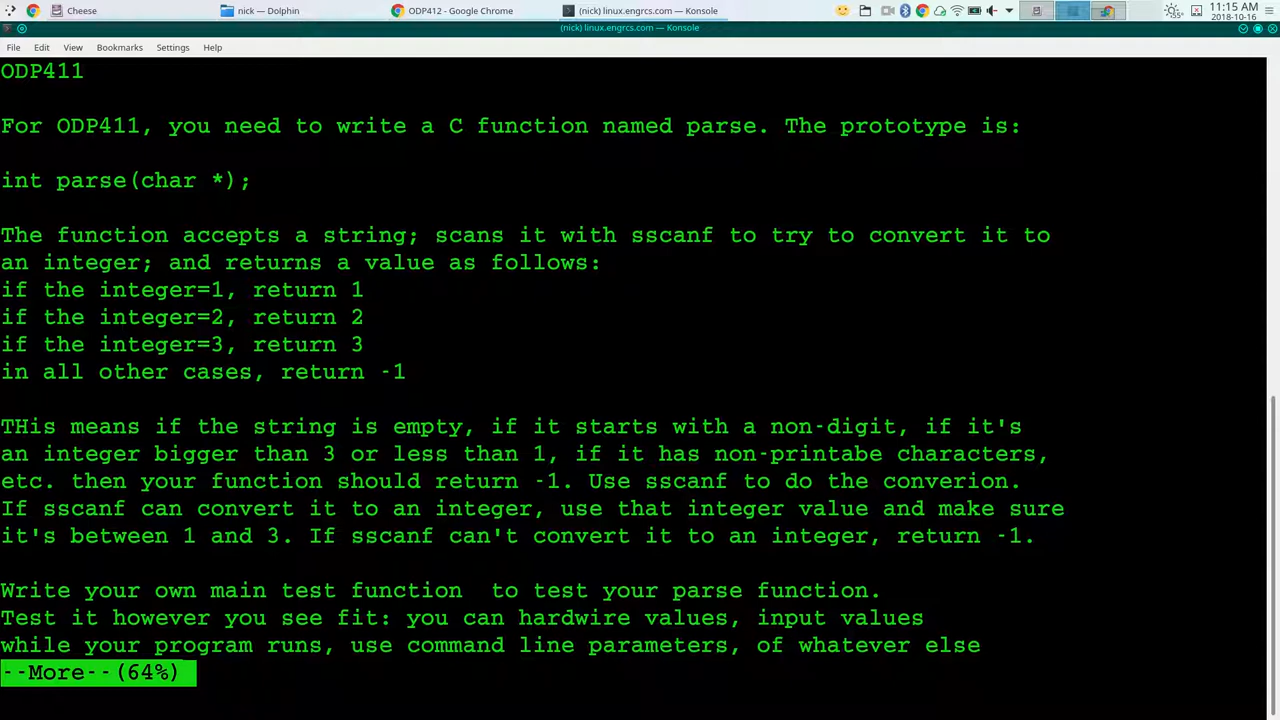 Cheese
nick — Dolphin
ODP412 - Google Chrome
(nick) linux.engrcs.com — Konsole
11:15 AM
2018-10-16
(nick) linux.engrcs.com — Konsole
File Edit View Bookmarks Settings Help
ODP411
For ODP411, you need to write a C function named parse. The prototype is:
int parse(char *);
The function accepts a string; scans it with sscanf to try to convert it to
an integer; and returns a value as follows:
if the integer=1, return 1
if the integer=2, return 2
if the integer=3, return 3
in all other cases, return -1
THis means if the string is empty, if it starts with a non-digit, if it's
an integer bigger than 3 or less than 1, if it has non-printabe characters,
etc. then your function should return -1. Use sscanf to do the converion.
If sscanf can convert it to an integer, use that integer value and make sure
it's between 1 and 3. If sscanf can't convert it to an integer, return -1.
Write your own main test function  to test your parse function.
Test it however you see fit: you can hardwire values, input values
while your program runs, use command line parameters, of whatever else
--More--(64%)